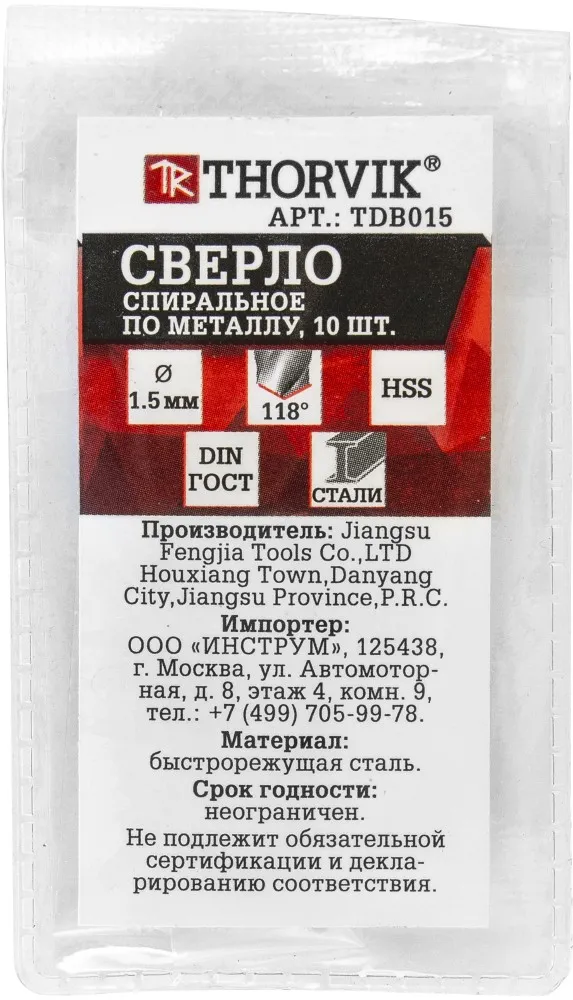 TR THORVIK®
АРТ.: TDB015
СВЕРЛО
СПИРАЛЬНОЕ
ПО МЕТАЛЛУ, 10 ШТ.
Ø
1.5 мм
118°
HSS
DIN
ГОСТ
СТАЛИ
Производитель: Jiangsu
Fengjia Tools Co.,LTD
Houxiang Town,Danyang
City,Jiangsu Province,P.R.C.
Импортер:
ООО «ИНСТРУМ», 125438,
г. Москва, ул. Автомотор-
ная, д. 8, этаж 4, комн. 9,
тел.: +7 (499) 705-99-78.
Материал:
быстрорежущая сталь.
Срок годности:
неограничен.
Не подлежит обязательной
сертификации и декла-
рированию соответствия.